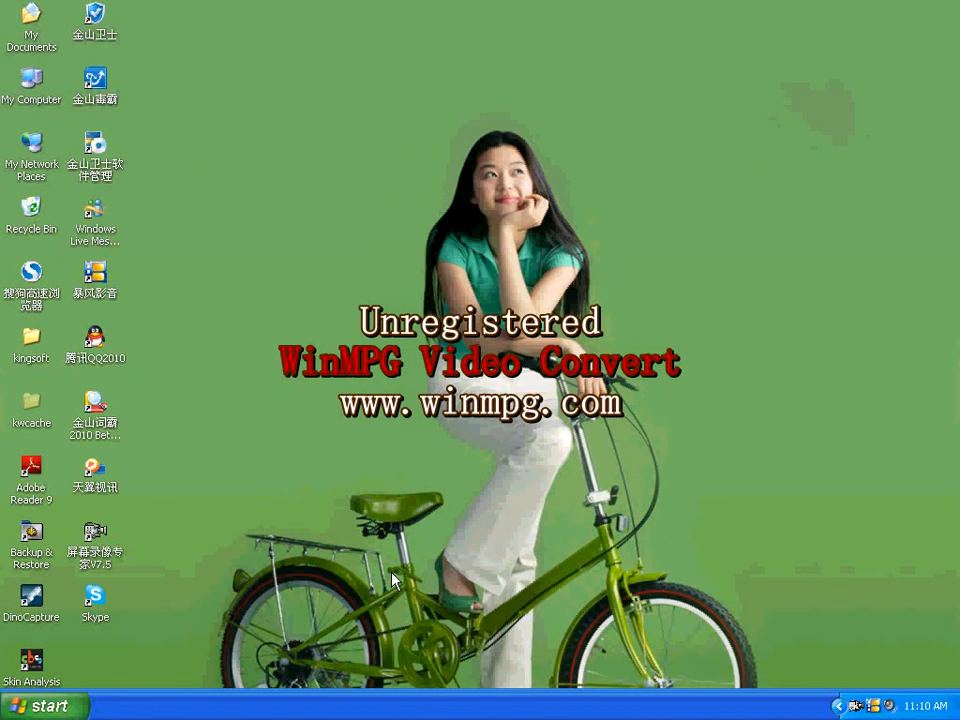 My
Documents
金山卫士
My Computer
金山毒霸
My Network
Places
金山卫士软
件管理
Recycle Bin
Windows
Live Mes...
搜狗高速浏
览器
暴风影音
kingsoft
腾讯QQ2010
kwcache
金山词霸
2010 Bet...
Adobe
Reader 9
天翼视讯
Backup &
Restore
屏幕录像专
家V7.5
DinoCapture
Skype
Skin Analysis
Unregistered
WinMPG Video Convert
www.winmpg.com
start
11:10 AM